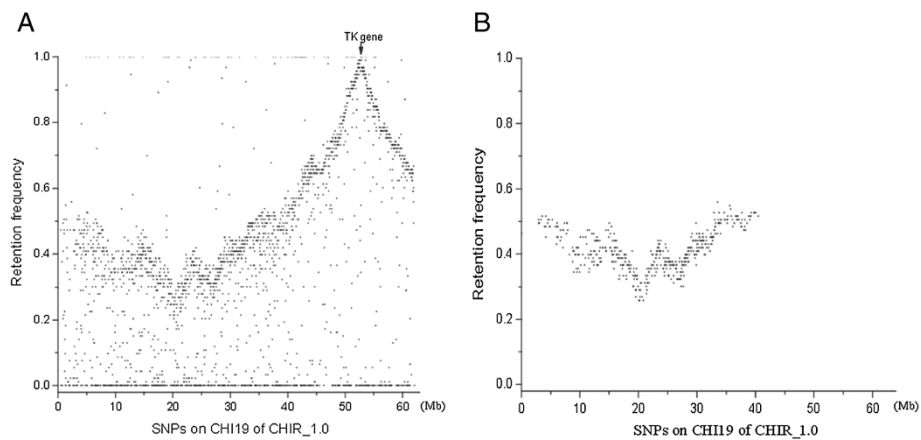 A
TK gene
1.0
0.8
0.6
0.4
0.2
0.0
Retention frequency
0 10 20 30 40 50 60 (Mb)
SNPs on CHI19 of CHIR_1.0
B
1.0
0.8
0.6
0.4
0.2
0.0
Retention frequency
0 10 20 30 40 50 60 (Mb)
SNPs on CHI19 of CHIR_1.0